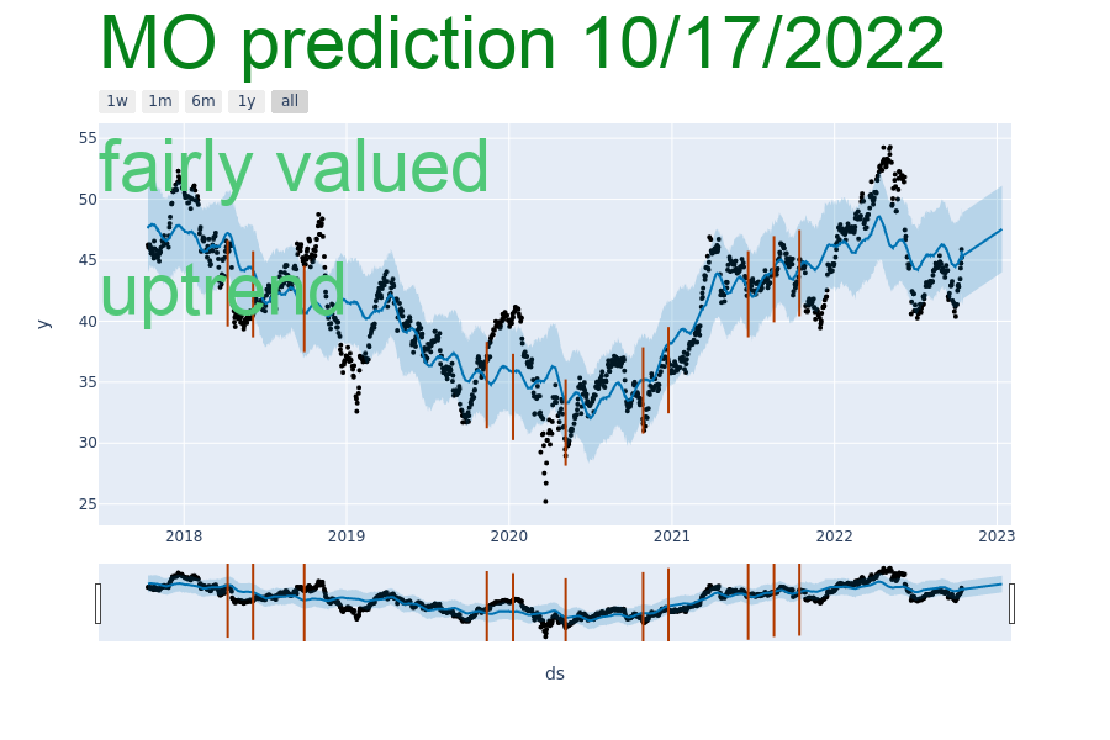 MO prediction 10/17/2022
1w 1m 6m 1y all
fairly valued
uptrend
55
50
45
40
35
30
25
y
2018 2019 2020 2021 2022 2023
ds